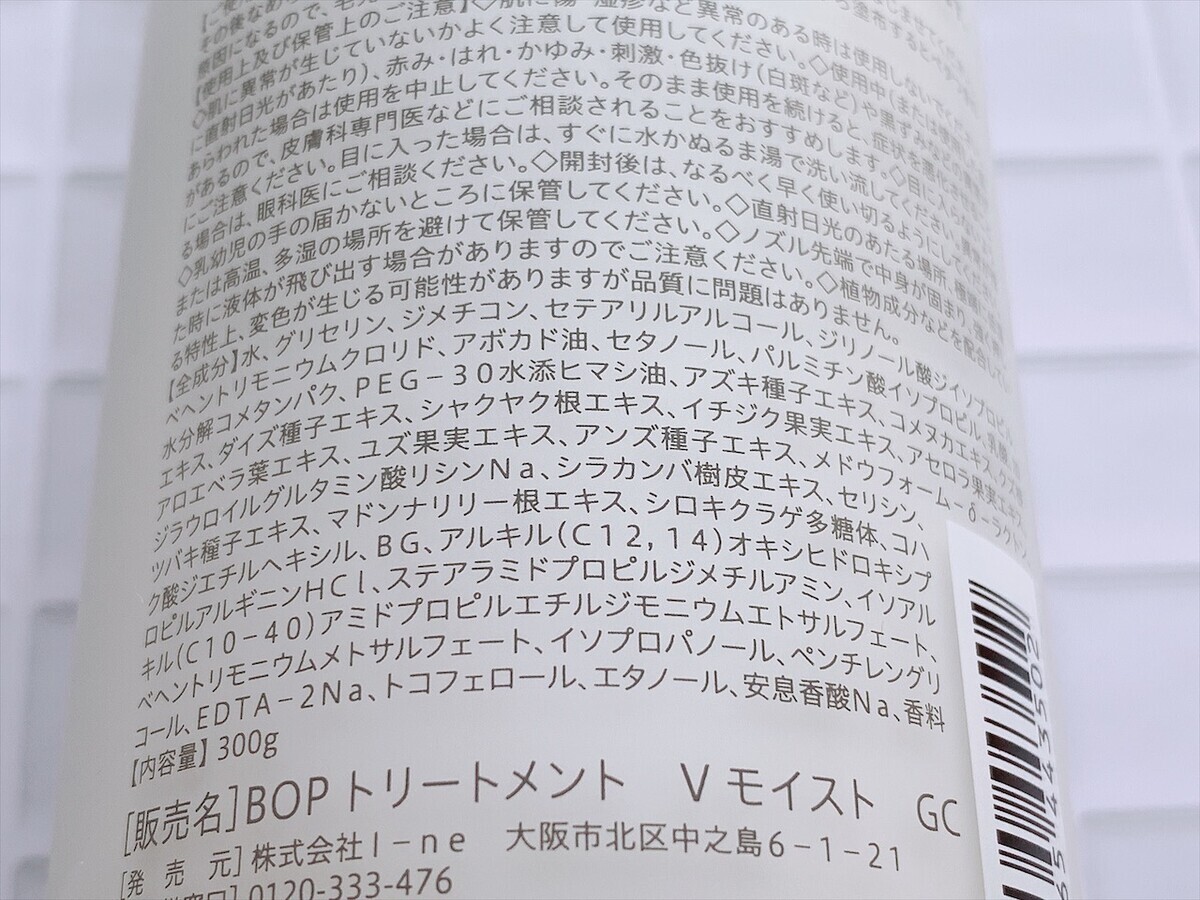 原因になるので、毛先
【使用上及び保管上のご注意】◇肌に傷・湿疹など異常のある時は使用しないでください。
◇肌に異常が生じていないかよく注意して使用してください。◇使用中(または使用
に直射日光があたり)、赤み・はれ・かゆみ・刺激・色抜け(白斑など)や黒ずみなどの
あらわれた場合は使用を中止してください。そのまま使用を続けると、症状を悪化
があるので、皮膚科専門医などにご相談されることをおすすめします。◇目に入
にご注意ください。目に入った場合は、すぐに水かぬるま湯で洗い流してください。
る場合は、眼科医にご相談ください。◇開封後は、なるべく早く使い切るようにして
◇乳幼児の手の届かないところに保管してください。◇直射日光のあたる場所、
または高温、多湿の場所を避けて保管してください。◇ノズル先端で中身が固まり、
た時に液体が飛び出す場合がありますのでご注意ください。◇植物成分などを配合して
る特性上、変色が生じる可能性がありますが品質に問題はありません。
【全成分】水、グリセリン、ジメチコン、セテアリルアルコール、ジリノール酸ジイソプロピル、
ベヘントリモニウムクロリド、アボカド油、セタノール、パルミチン酸イソプロピル、乳酸、
水分解コメタンパク、PEG－30水添ヒマシ油、アズキ種子エキス、コメヌカエキス、
エキス、ダイズ種子エキス、シャクヤク根エキス、イチジク果実エキス、アセロラ果実エキス、
アロエベラ葉エキス、ユズ果実エキス、アンズ種子エキス、メドウフォーム－δ－ラクトン、
ジラウロイルグルタミン酸リシンNa、シラカンバ樹皮エキス、セリシン、
ツバキ種子エキス、マドンナリリー根エキス、シロキクラゲ多糖体、コハ
ク酸ジエチルヘキシル、BG、アルキル(C12,14)オキシヒドロキシプ
ロピルアルギニンHCl、ステアラミドプロピルジメチルアミン、イソアル
キル(C10－40)アミドプロピルエチルジモニウムエトサルフェート、
ベヘントリモニウムメトサルフェート、イソプロパノール、ペンチレングリ
コール、EDTA－2Na、トコフェロール、エタノール、安息香酸Na、香料
【内容量】300g
[販売名]BOP トリートメント V モイスト GC
[発 売 元]株式会社I－ne 大阪市北区中之島6－1－21
0120-333-476